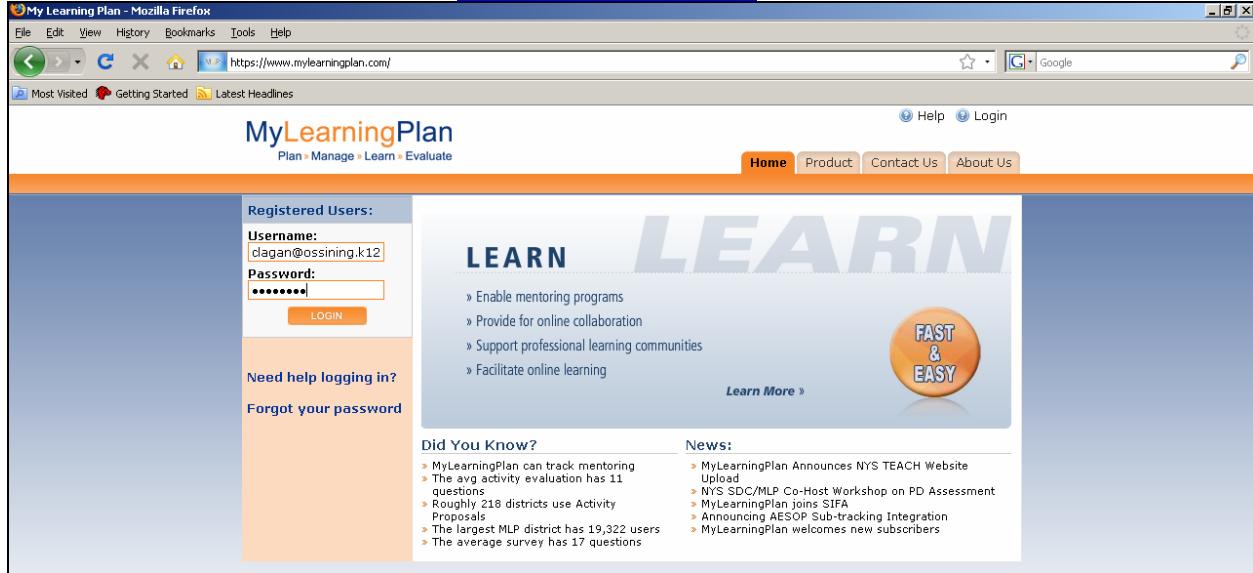 My Learning Plan - Mozilla Firefox
File Edit View History Bookmarks Tools Help
https://www.mylearningplan.com/
Google
Most Visited Getting Started Latest Headlines
Help Login
MyLearningPlan
Plan » Manage » Learn » Evaluate
Home Product Contact Us About Us
Registered Users:
Username:
clagan@ossining.k12
Password:
••••••••
LOGIN
Need help logging in?
Forgot your password
LEARN
LEARN
» Enable mentoring programs
» Provide for online collaboration
» Support professional learning communities
» Facilitate online learning
Learn More »
FAST
&
EASY
Did You Know?
» MyLearningPlan can track mentoring
» The avg activity evaluation has 11
questions
» Roughly 218 districts use Activity
Proposals
» The largest MLP district has 19,322 users
» The average survey has 17 questions
News:
» MyLearningPlan Announces NYS TEACH Website
Upload
» NYS SDC/MLP Co-Host Workshop on PD Assessment
» MyLearningPlan joins SIFA
» Announcing AESOP Sub-tracking Integration
» MyLearningPlan welcomes new subscribers